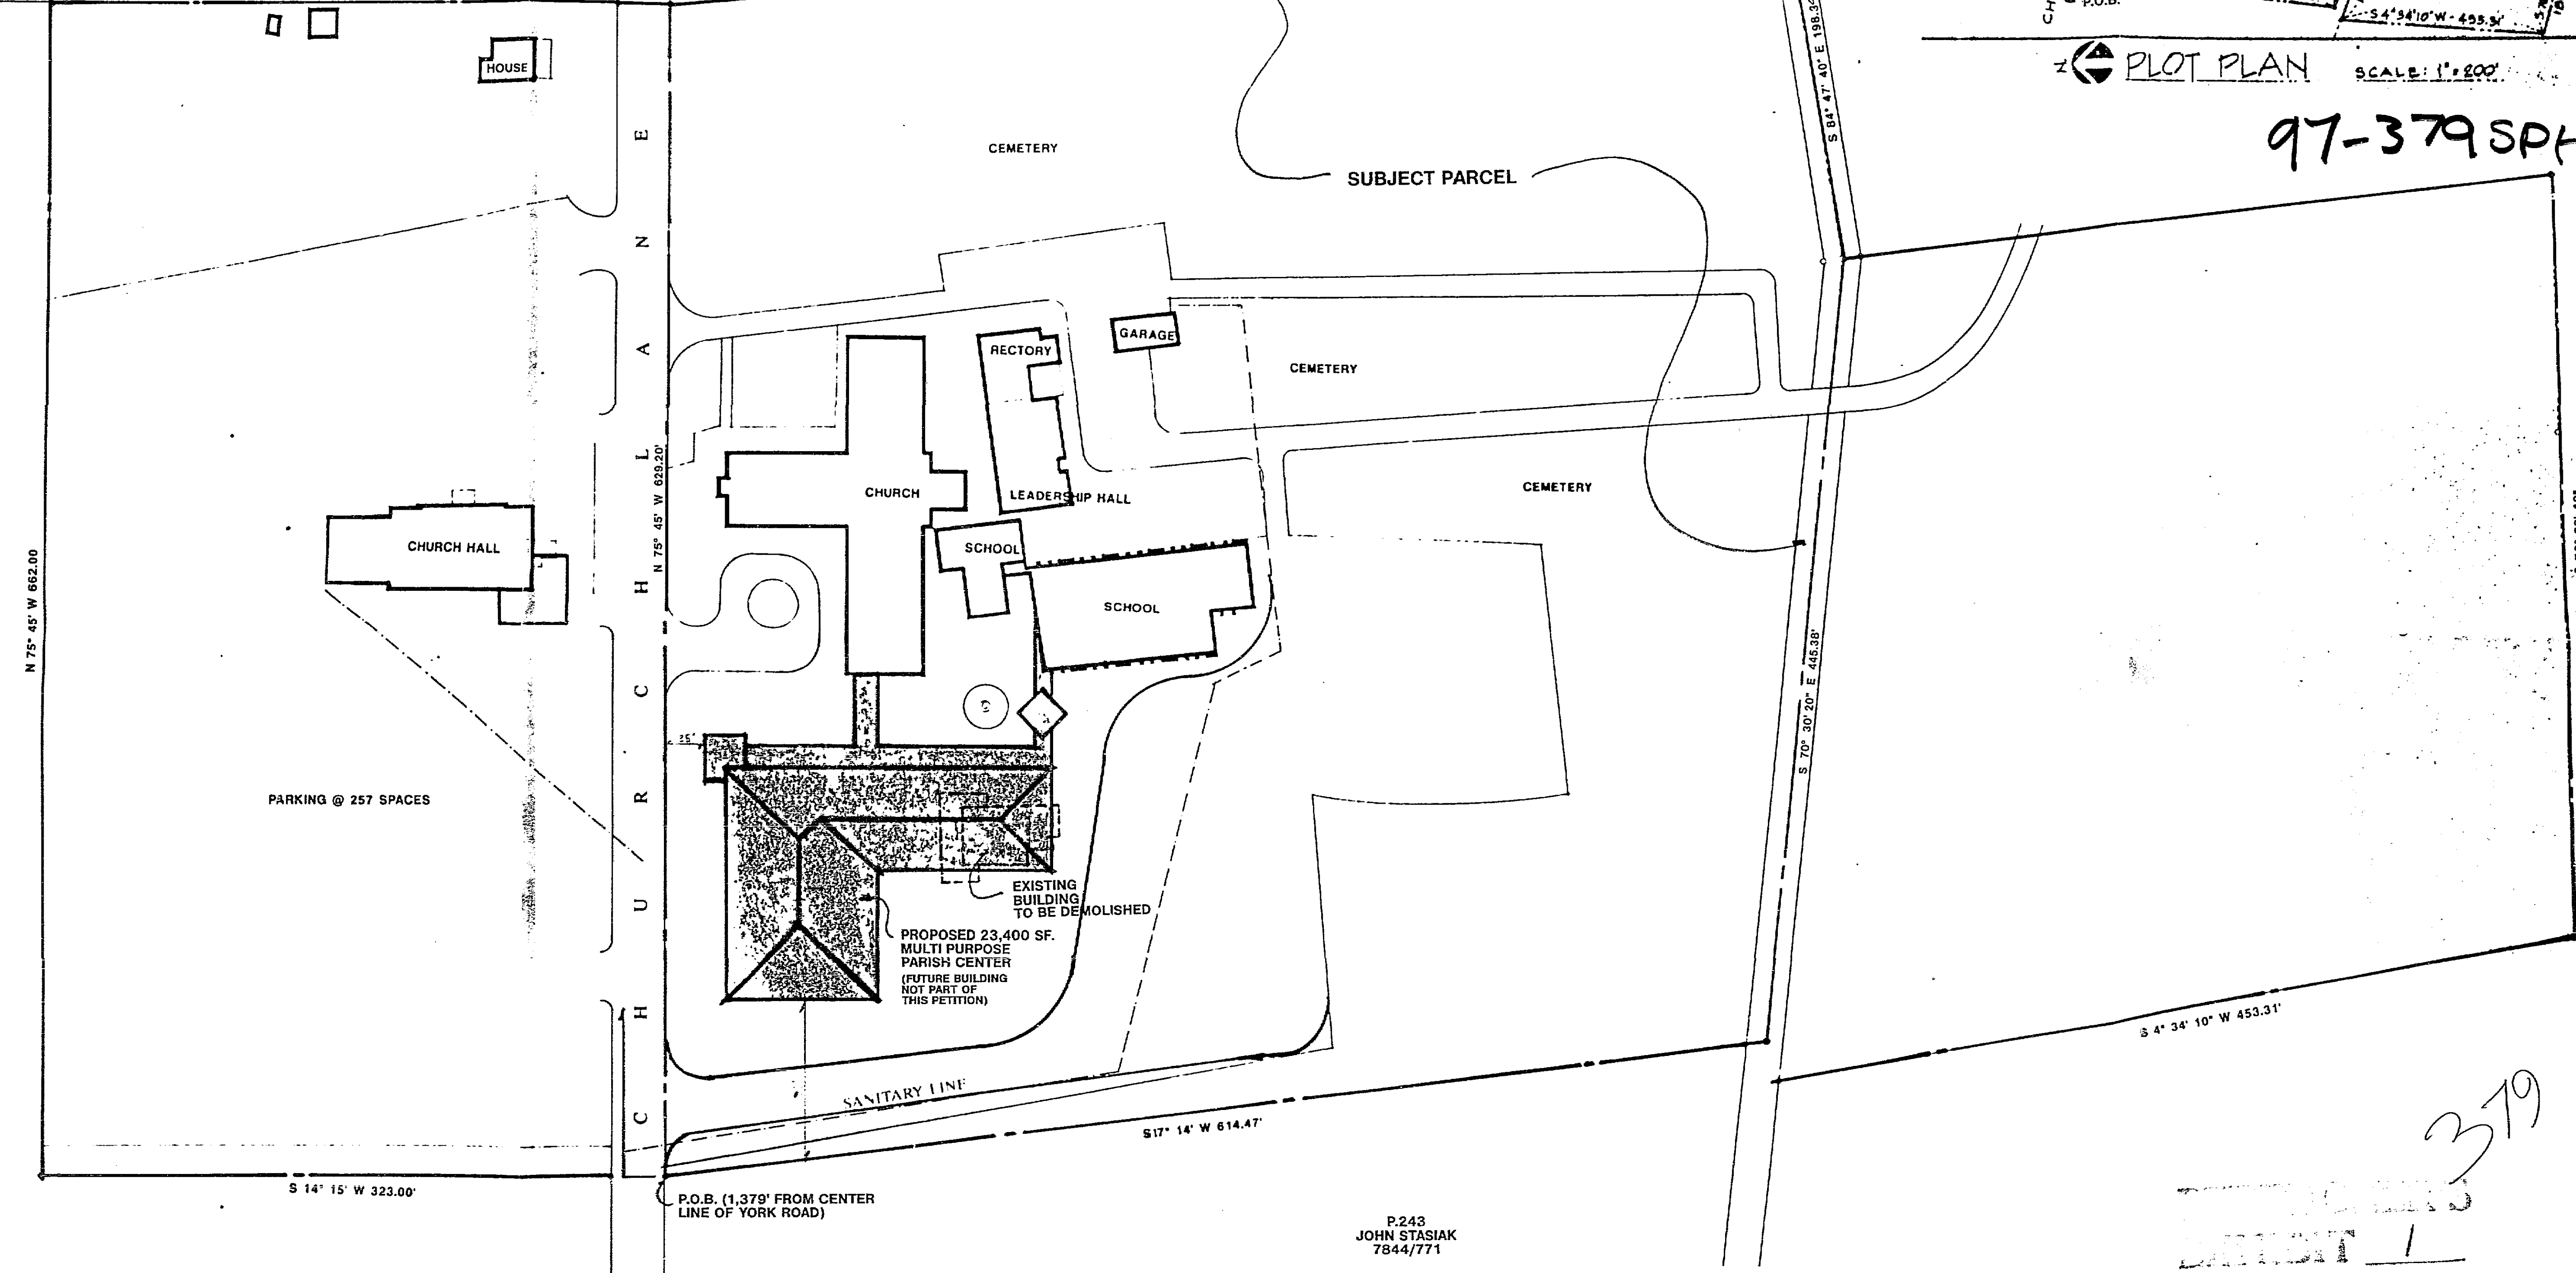 P.O.B.
S 4° 34' 10" W - 453.31'
N
PLOT PLAN
SCALE: 1" = 200'
97-379 SPH
HOUSE
S 84° 47' 40" E 198.34
CEMETERY
SUBJECT PARCEL
CHURCH LANE
N 75° 45' W 629.20'
GARAGE
RECTORY
CEMETERY
CHURCH
LEADERSHIP HALL
CEMETERY
CHURCH HALL
SCHOOL
SCHOOL
N 75° 45' W 662.00
S 70° 30' 20" E 445.38'
35'
PARKING @ 257 SPACES
EXISTING
BUILDING
TO BE DEMOLISHED
PROPOSED 23,400 SF.
MULTI PURPOSE
PARISH CENTER
(FUTURE BUILDING
NOT PART OF
THIS PETITION)
S 4° 34' 10" W 453.31'
SANITARY LINE
S 17° 14' W 614.47'
S 14° 15' W 323.00'
P.O.B. (1,379' FROM CENTER
LINE OF YORK ROAD)
P.243
JOHN STASIAK
7844/771
379
1